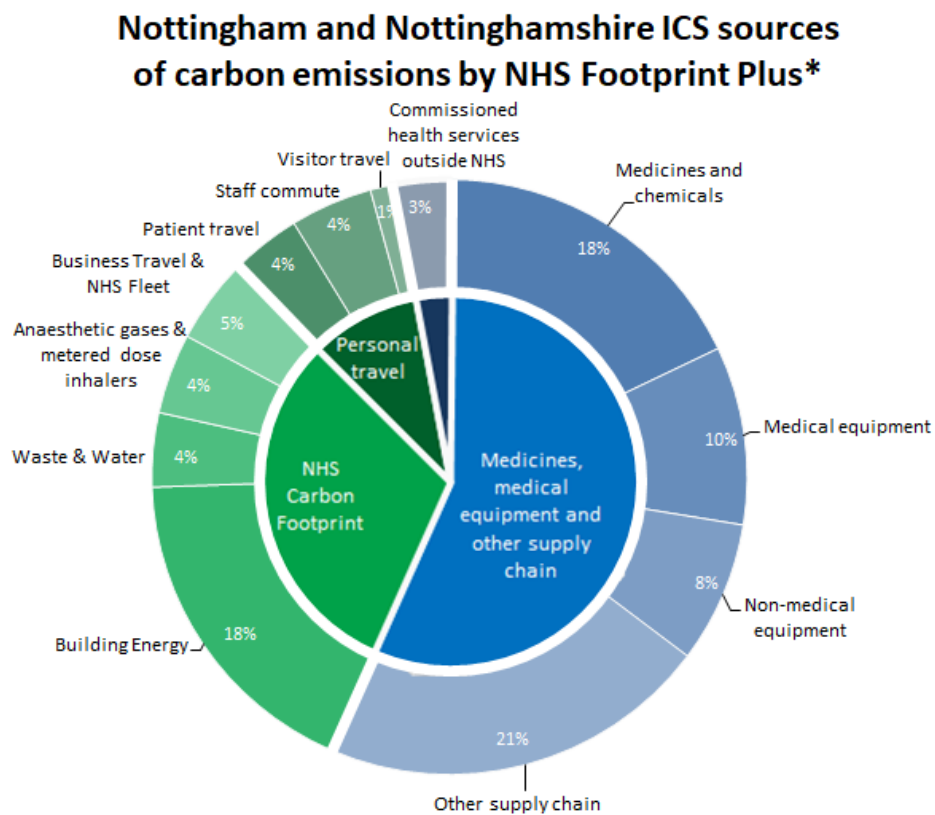 Nottingham and Nottinghamshire ICS sources
of carbon emissions by NHS Footprint Plus*
Commissioned
health services
outside NHS
Visitor travel
Staff commute
Patient travel
Business Travel &
NHS Fleet
Anaesthetic gases &
metered dose
inhalers
Waste & Water
Building Energy
Medicines and
chemicals
Medical equipment
Non-medical
equipment
Other supply chain
3%
1%
4%
4%
5%
4%
4%
18%
18%
10%
8%
21%
Personal
travel
NHS
Carbon
Footprint
Medicines,
medical
equipment and
other supply
chain